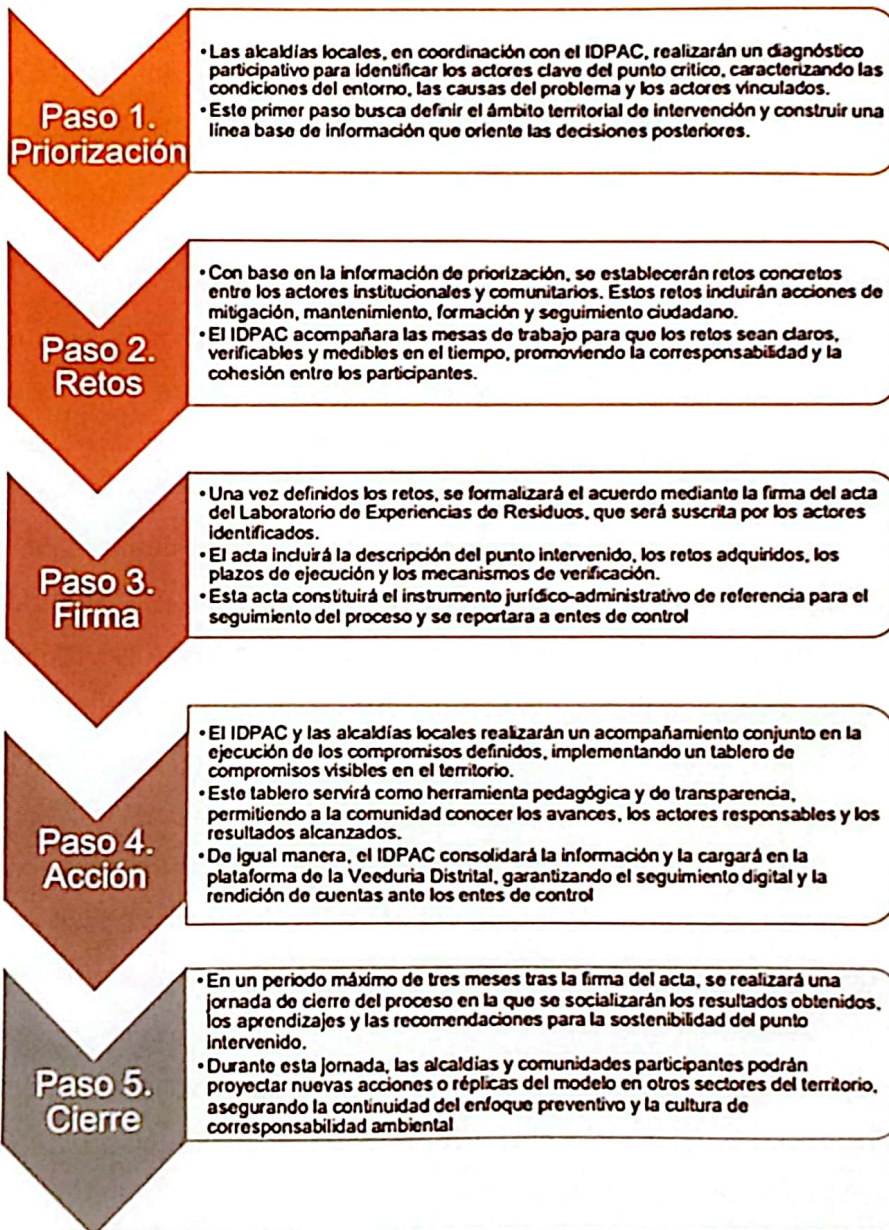 Paso 1.
Priorización
• Las alcaldías locales, en coordinación con el IDPAC, realizarán un diagnóstico
participativo para identificar los actores clave del punto crítico, caracterizando las
condiciones del entorno, las causas del problema y los actores vinculados.
• Este primer paso busca definir el ámbito territorial de intervención y construir una
línea base de información que oriente las decisiones posteriores.
Paso 2.
Retos
• Con base en la información de priorización, se establecerán retos concretos
entre los actores institucionales y comunitarios. Estos retos incluirán acciones de
mitigación, mantenimiento, formación y seguimiento ciudadano.
• El IDPAC acompañara las mesas de trabajo para que los retos sean claros,
verificables y medibles en el tiempo, promoviendo la corresponsabilidad y la
cohesión entre los participantes.
Paso 3.
Firma
• Una vez definidos los retos, se formalizará el acuerdo mediante la firma del acta
del Laboratorio de Experiencias de Residuos, que será suscrita por los actores
identificados.
• El acta incluirá la descripción del punto intervenido, los retos adquiridos, los
plazos de ejecución y los mecanismos de verificación.
• Esta acta constituirá el instrumento jurídico-administrativo de referencia para el
seguimiento del proceso y se reportara a entes de control
Paso 4.
Acción
• El IDPAC y las alcaldías locales realizarán un acompañamiento conjunto en la
ejecución de los compromisos definidos, implementando un tablero de
compromisos visibles en el territorio.
• Este tablero servirá como herramienta pedagógica y de transparencia,
permitiendo a la comunidad conocer los avances, los actores responsables y los
resultados alcanzados.
• De igual manera, el IDPAC consolidará la información y la cargará en la
plataforma de la Veeduria Distrital, garantizando el seguimiento digital y la
rendición de cuentas ante los entes de control
Paso 5.
Cierre
• En un periodo máximo de tres meses tras la firma del acta, se realizará una
jornada de cierre del proceso en la que se socializarán los resultados obtenidos,
los aprendizajes y las recomendaciones para la sostenibilidad del punto
intervenido.
• Durante esta jornada, las alcaldías y comunidades participantes podrán
proyectar nuevas acciones o réplicas del modelo en otros sectores del territorio,
asegurando la continuidad del enfoque preventivo y la cultura de
corresponsabilidad ambiental